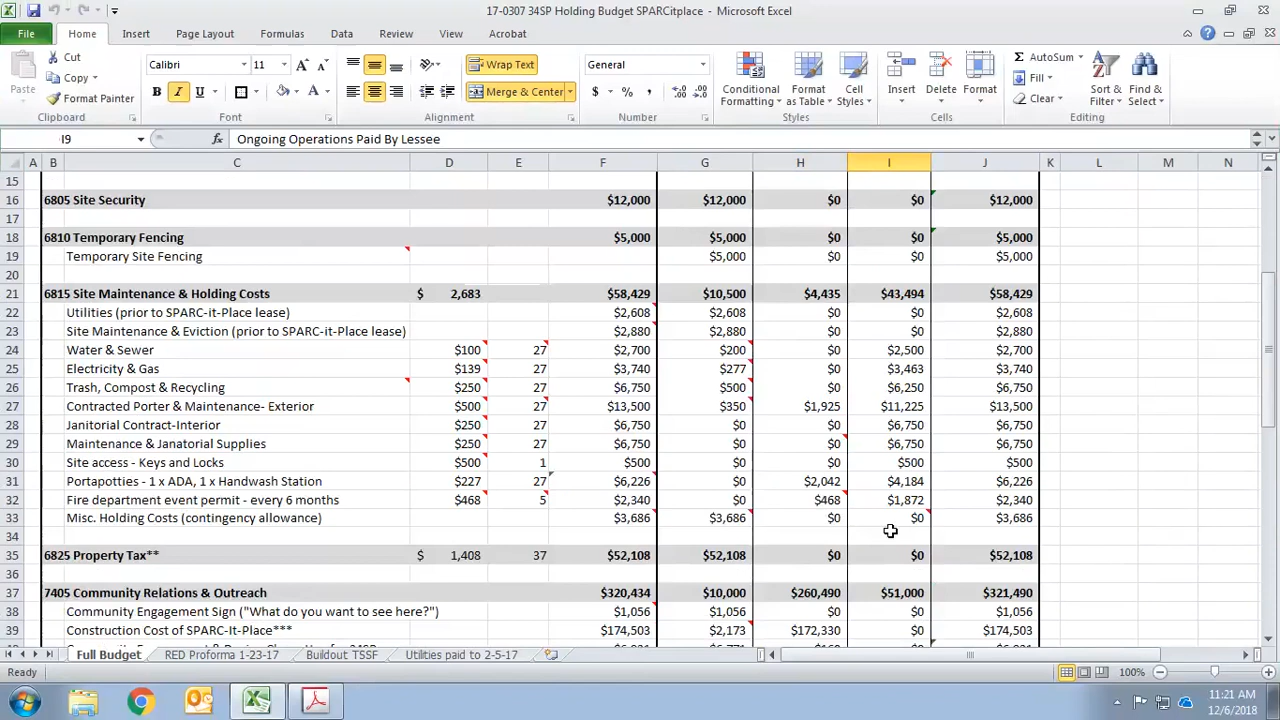 17-0307 34SP Holding Budget SPARCitplace - Microsoft Excel
File Home Insert Page Layout Formulas Data Review View Acrobat
Cut Calibri 11 Wrap Text General AutoSum
Copy Fill
Paste Format Painter Merge & Center Conditional Formatting Format as Table Cell Styles Insert Delete Format Clear Sort & Filter Find & Select
Clipboard Font Alignment Number Styles Cells Editing
I9 fx Ongoing Operations Paid By Lessee
A B C D E F G H I J K L M N
15
16 6805 Site Security $12,000 $12,000 $0 $0 $12,000
17
18 6810 Temporary Fencing $5,000 $5,000 $0 $0 $5,000
19 Temporary Site Fencing $5,000 $0 $0 $5,000
20
21 6815 Site Maintenance & Holding Costs $ 2,683 $58,429 $10,500 $4,435 $43,494 $58,429
22 Utilities (prior to SPARC-it-Place lease) $2,608 $2,608 $0 $0 $2,608
23 Site Maintenance & Eviction (prior to SPARC-it-Place lease) $2,880 $2,880 $0 $0 $2,880
24 Water & Sewer $100 27 $2,700 $200 $0 $2,500 $2,700
25 Electricity & Gas $139 27 $3,740 $277 $0 $3,463 $3,740
26 Trash, Compost & Recycling $250 27 $6,750 $500 $0 $6,250 $6,750
27 Contracted Porter & Maintenance- Exterior $500 27 $13,500 $350 $1,925 $11,225 $13,500
28 Janitorial Contract-Interior $250 27 $6,750 $0 $0 $6,750 $6,750
29 Maintenance & Janatorial Supplies $250 27 $6,750 $0 $0 $6,750 $6,750
30 Site access - Keys and Locks $500 1 $500 $0 $0 $500 $500
31 Portapotties - 1 x ADA, 1 x Handwash Station $227 27 $6,226 $0 $2,042 $4,184 $6,226
32 Fire department event permit - every 6 months $468 5 $2,340 $0 $468 $1,872 $2,340
33 Misc. Holding Costs (contingency allowance) $3,686 $3,686 $0 $0 $3,686
34
35 6825 Property Tax** $ 1,408 37 $52,108 $52,108 $0 $0 $52,108
36
37 7405 Community Relations & Outreach $320,434 $10,000 $260,490 $51,000 $321,490
38 Community Engagement Sign ("What do you want to see here?") $1,056 $1,056 $0 $0 $1,056
39 Construction Cost of SPARC-It-Place*** $174,503 $2,173 $172,330 $0 $174,503
Full Budget RED Proforma 1-23-17 Buildout TSSF Utilities paid to 2-5-17
Ready 100%
11:21 AM
12/6/2018